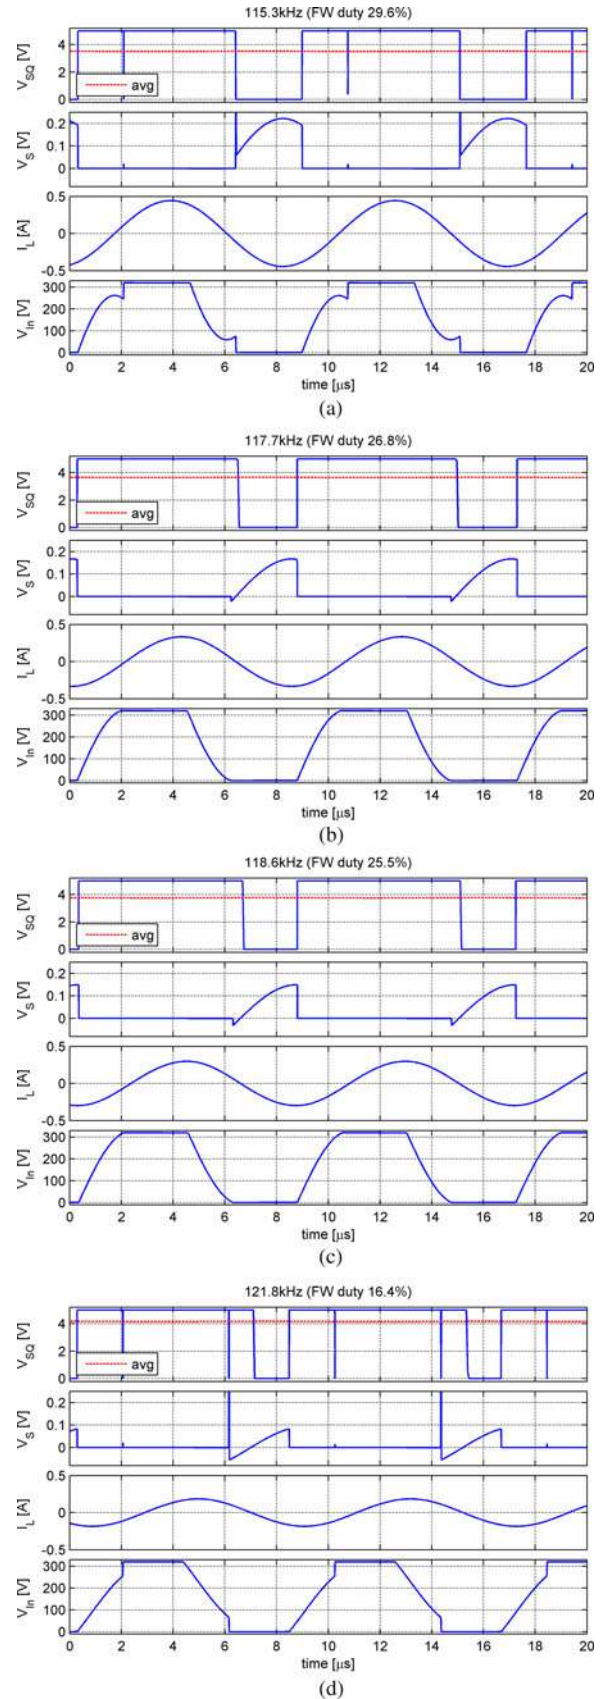 115.3kHz (FW duty 29.6%)
V_SQ [V]
4
2
0
avg
V_S [V]
0.2
0.1
0
I_L [A]
0.5
0
-0.5
V_In [V]
300
200
100
0
0 2 4 6 8 10 12 14 16 18 20
time [μs]
(a)
117.7kHz (FW duty 26.8%)
V_SQ [V]
4
2
0
avg
V_S [V]
0.2
0.1
0
I_L [A]
0.5
0
-0.5
V_In [V]
300
200
100
0
0 2 4 6 8 10 12 14 16 18 20
time [μs]
(b)
118.6kHz (FW duty 25.5%)
V_SQ [V]
4
2
0
avg
V_S [V]
0.2
0.1
0
I_L [A]
0.5
0
-0.5
V_In [V]
300
200
100
0
0 2 4 6 8 10 12 14 16 18 20
time [μs]
(c)
121.8kHz (FW duty 16.4%)
V_SQ [V]
4
2
0
avg
V_S [V]
0.2
0.1
0
I_L [A]
0.5
0
-0.5
V_In [V]
300
200
100
0
0 2 4 6 8 10 12 14 16 18 20
time [μs]
(d)